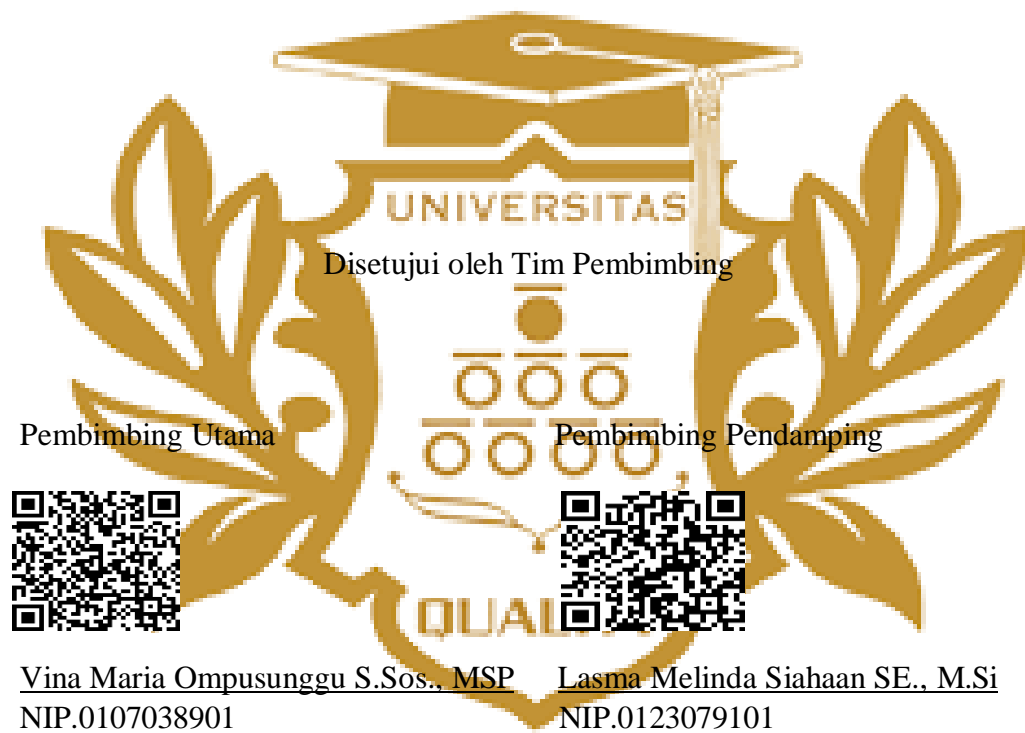 UNIVERSITAS
Disetujui oleh Tim Pembimbing
Pembimbing Utama Pembimbing Pendamping
Vina Maria Ompusunggu S.Sos., MSP Lasma Melinda Siahaan SE., M.Si
NIP.0107038901 NIP.0123079101